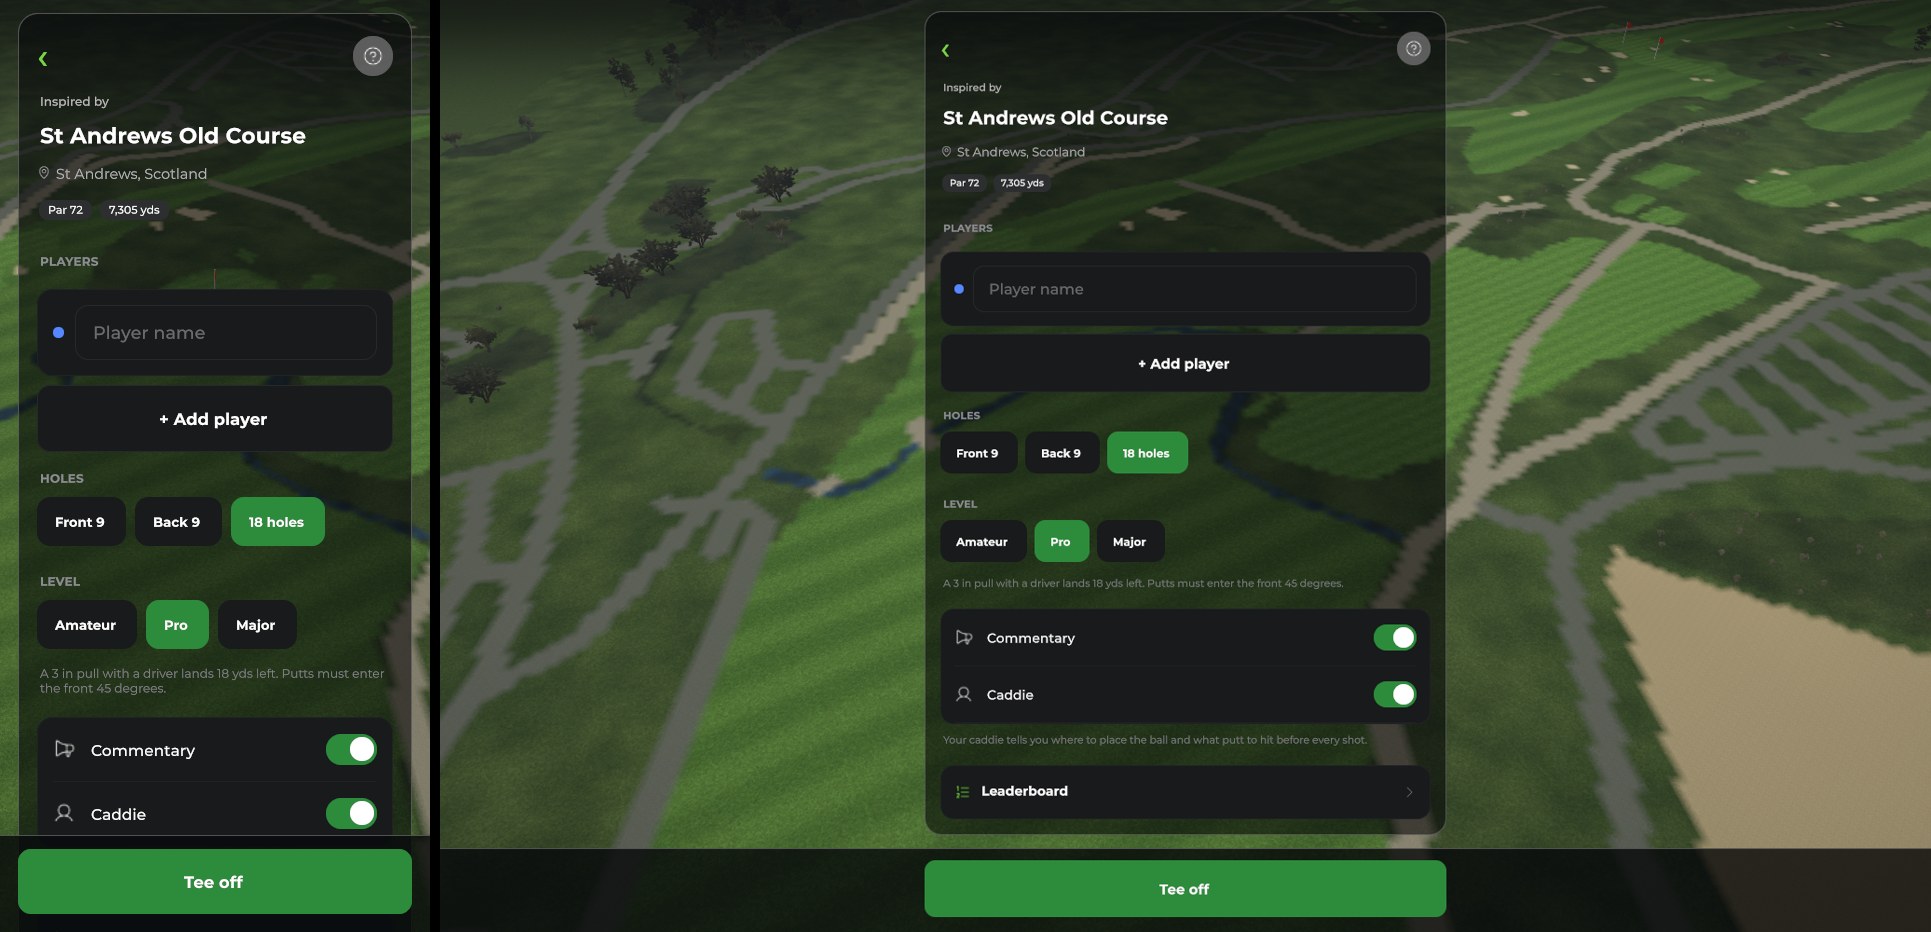 Inspired by
St Andrews Old Course
St Andrews, Scotland
Par 72 7,305 yds
PLAYERS
Player name
+ Add player
HOLES
Front 9 Back 9 18 holes
LEVEL
Amateur Pro Major
A 3 in pull with a driver lands 18 yds left. Putts must enter
the front 45 degrees.
Commentary
Caddie
Tee off
Inspired by
St Andrews Old Course
St Andrews, Scotland
Par 72 7,305 yds
PLAYERS
Player name
+ Add player
HOLES
Front 9 Back 9 18 holes
LEVEL
Amateur Pro Major
A 3 in pull with a driver lands 18 yds left. Putts must enter the front 45 degrees.
Commentary
Caddie
Your caddie tells you where to place the ball and what putt to hit before every shot.
Leaderboard
Tee off